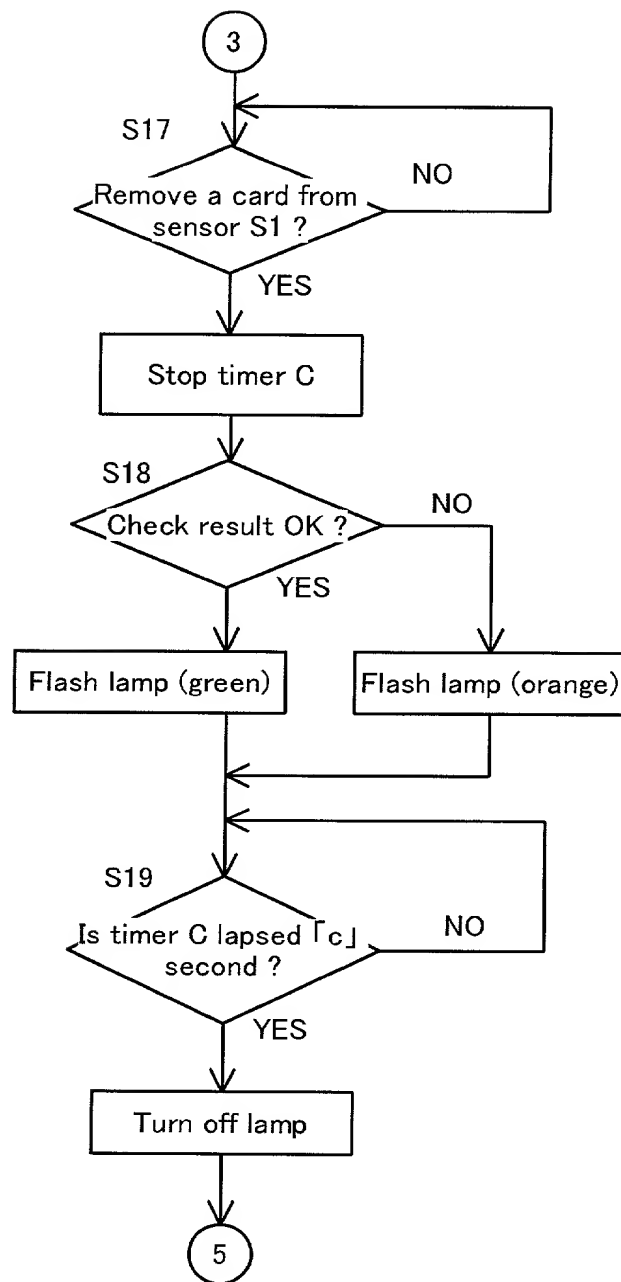 3
S17
Remove a card from
sensor S1 ?
NO
YES
Stop timer C
S18
Check result OK ?
NO
YES
Flash lamp (green)
Flash lamp (orange)
S19
Is timer C lapsed「c」
second ?
NO
YES
Turn off lamp
5